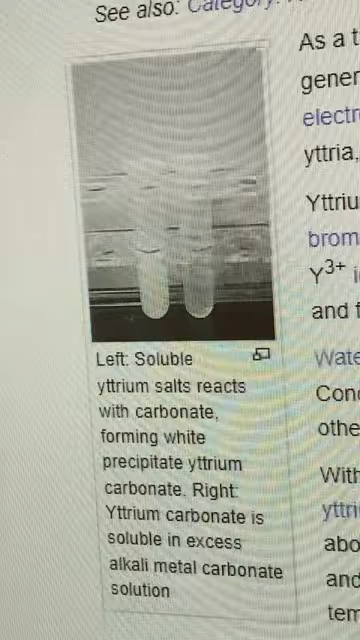 See also: Category:
As a t
gener
electr
yttria,
Yttriu
brom
Y³⁺ i
and f
Wate
Conc
othe
With
yttri
abo
and
tem
Left: Soluble
yttrium salts reacts
with carbonate,
forming white
precipitate yttrium
carbonate. Right:
Yttrium carbonate is
soluble in excess
alkali metal carbonate
solution